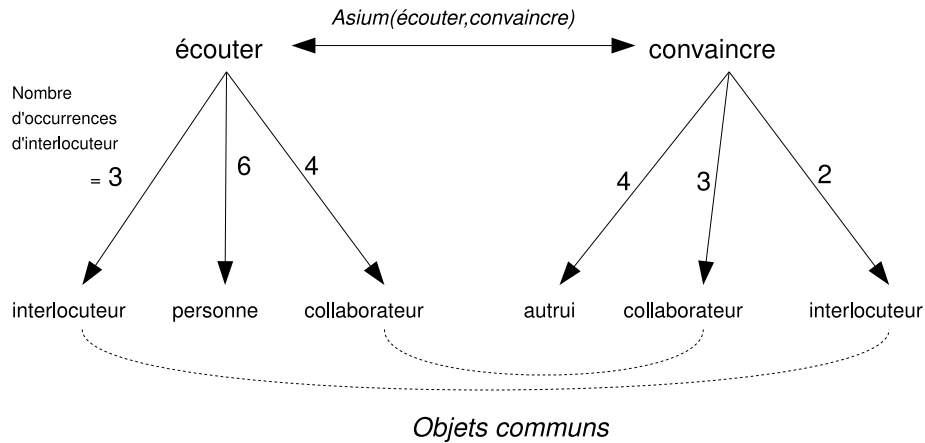 Asium(écouter,convaincre)
écouter
convaincre
Nombre
d'occurrences
d'interlocuteur
= 3
6
4
4
3
2
interlocuteur
personne
collaborateur
autrui
collaborateur
interlocuteur
Objets communs